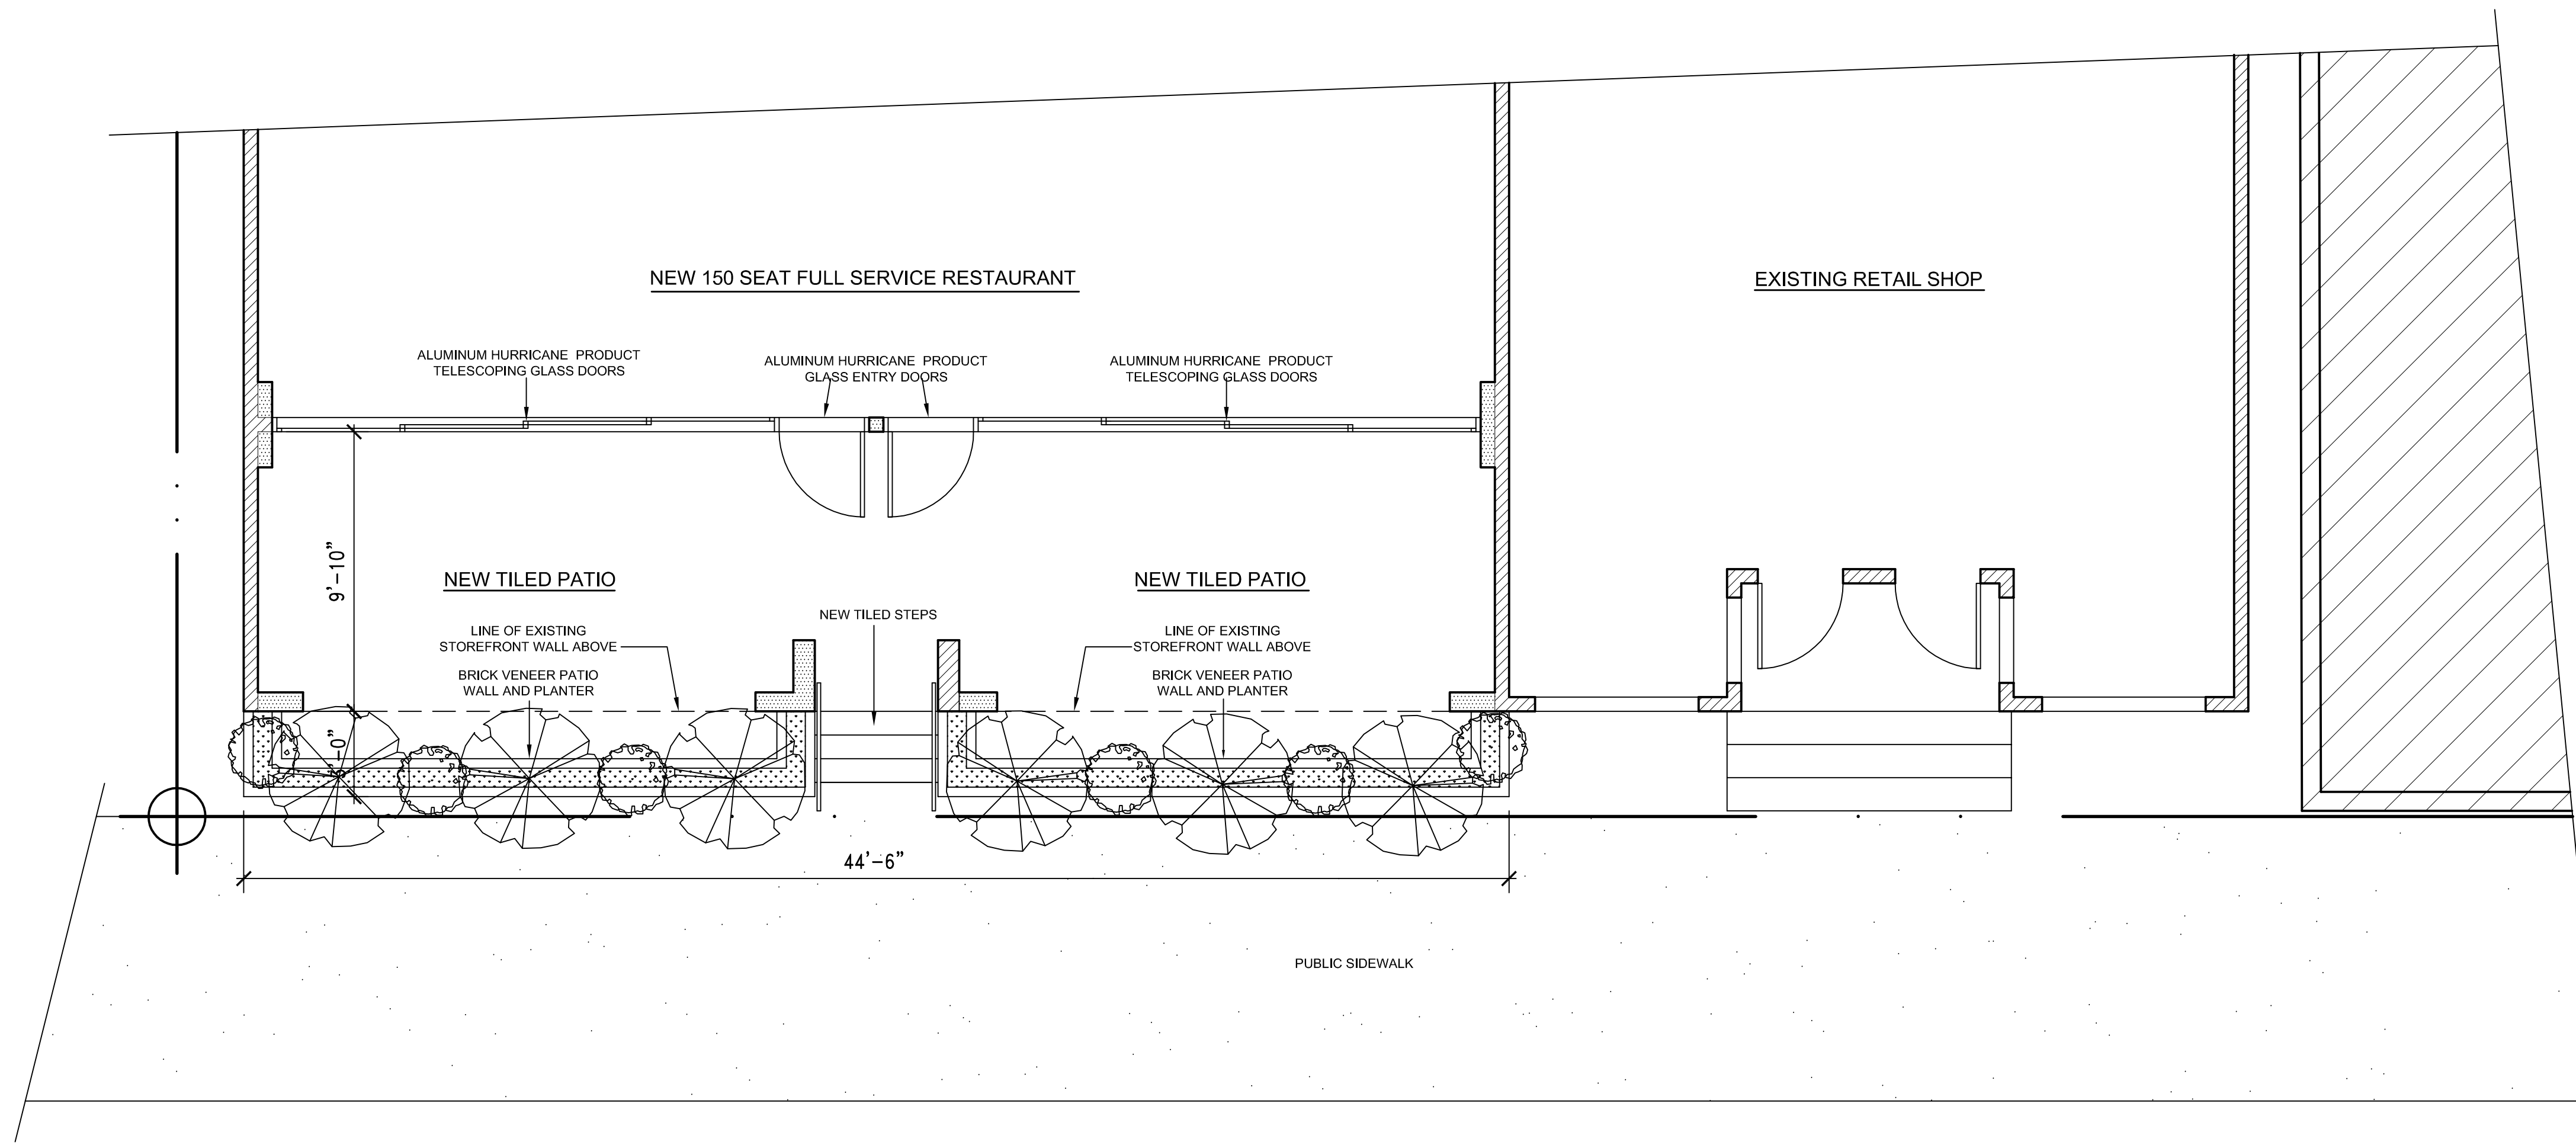 NEW 150 SEAT FULL SERVICE RESTAURANT
EXISTING RETAIL SHOP
ALUMINUM HURRICANE PRODUCT
TELESCOPING GLASS DOORS
ALUMINUM HURRICANE PRODUCT
GLASS ENTRY DOORS
ALUMINUM HURRICANE PRODUCT
TELESCOPING GLASS DOORS
9'-10"
NEW TILED PATIO
NEW TILED PATIO
NEW TILED STEPS
LINE OF EXISTING
STOREFRONT WALL ABOVE
BRICK VENEER PATIO
WALL AND PLANTER
LINE OF EXISTING
STOREFRONT WALL ABOVE
BRICK VENEER PATIO
WALL AND PLANTER
44'-6"
PUBLIC SIDEWALK